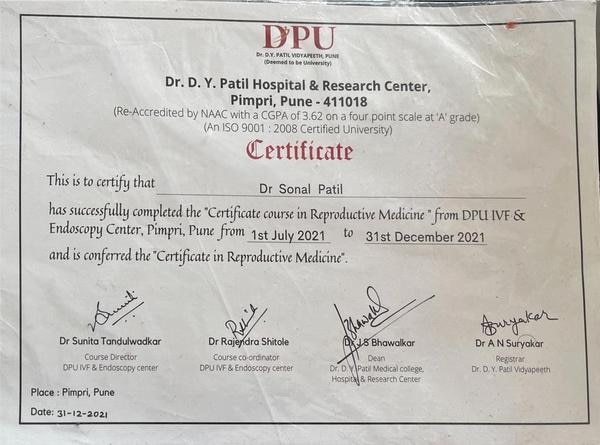 DPU
Dr. D.Y. PATIL VIDYAPEETH, PUNE
(Deemed to be University)
Dr. D. Y. Patil Hospital & Research Center,
Pimpri, Pune - 411018
(Re-Accredited by NAAC with a CGPA of 3.62 on a four point scale at 'A' grade)
(An ISO 9001 : 2008 Certified University)
Certificate
This is to certify that Dr Sonal Patil
has successfully completed the "Certificate course in Reproductive Medicine" from DPU IVF &
Endoscopy Center, Pimpri, Pune from 1st July 2021 to 31st December 2021
and is conferred the "Certificate in Reproductive Medicine".
Dr Sunita Tandulwadkar Dr Rajendra Shitole Dr J S Bhawalkar Dr A N Suryakar
Course Director Course co-ordinator Dean Registrar
DPU IVF & Endoscopy center DPU IVF & Endoscopy center Dr. D. Y. Patil Medical college, Dr. D. Y. Patil Vidyapeeth
Hospital & Research Center
Place : Pimpri, Pune
Date: 31-12-2021